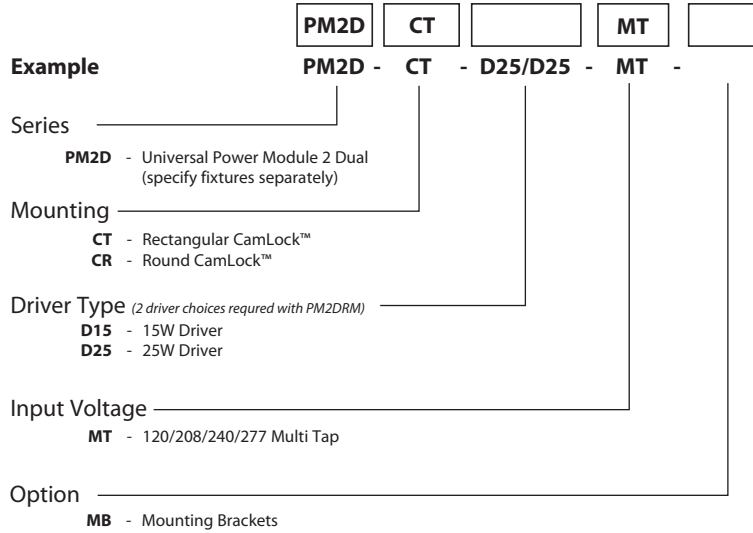 PM2D CT MT
Example PM2D - CT - D25/D25 - MT -
Series
PM2D - Universal Power Module 2 Dual
(specify fixtures separately)
Mounting
CT - Rectangular CamLock™
CR - Round CamLock™
Driver Type (2 driver choices requred with PM2DRM)
D15 - 15W Driver
D25 - 25W Driver
Input Voltage
MT - 120/208/240/277 Multi Tap
Option
MB - Mounting Brackets